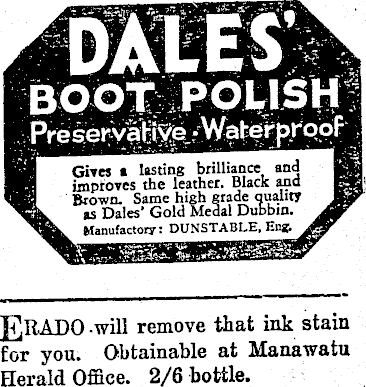 DALES'
BOOT POLISH
Preservative · Waterproof
Gives a lasting brilliance and
improves the leather. Black and
Brown. Same high grade quality
as Dales' Gold Medal Dubbin.
Manufactory: DUNSTABLE, Eng.
ERADO will remove that ink stain
for you. Obtainable at Manawatu
Herald Office. 2/6 bottle.